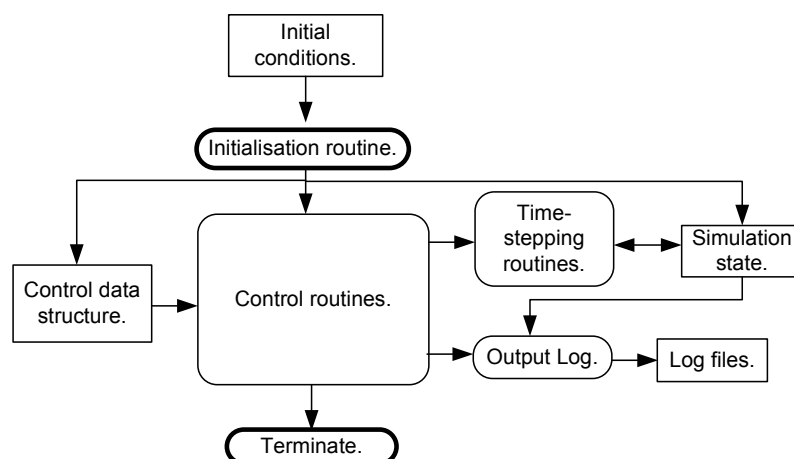 Initial
conditions.
Initialisation routine.
Time-
stepping
routines.
Simulation
state.
Control data
structure.
Control routines.
Output Log.
Log files.
Terminate.